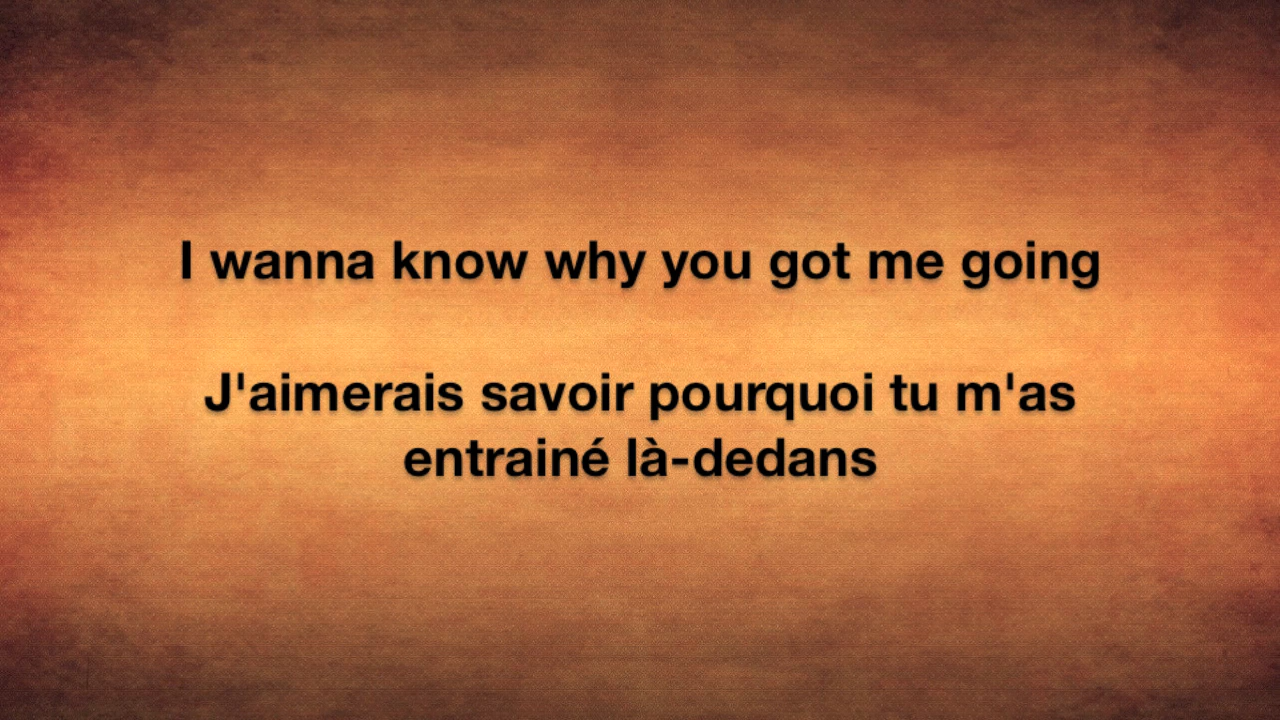 I wanna know why you got me going
J'aimerais savoir pourquoi tu m'as
entrainé là-dedans